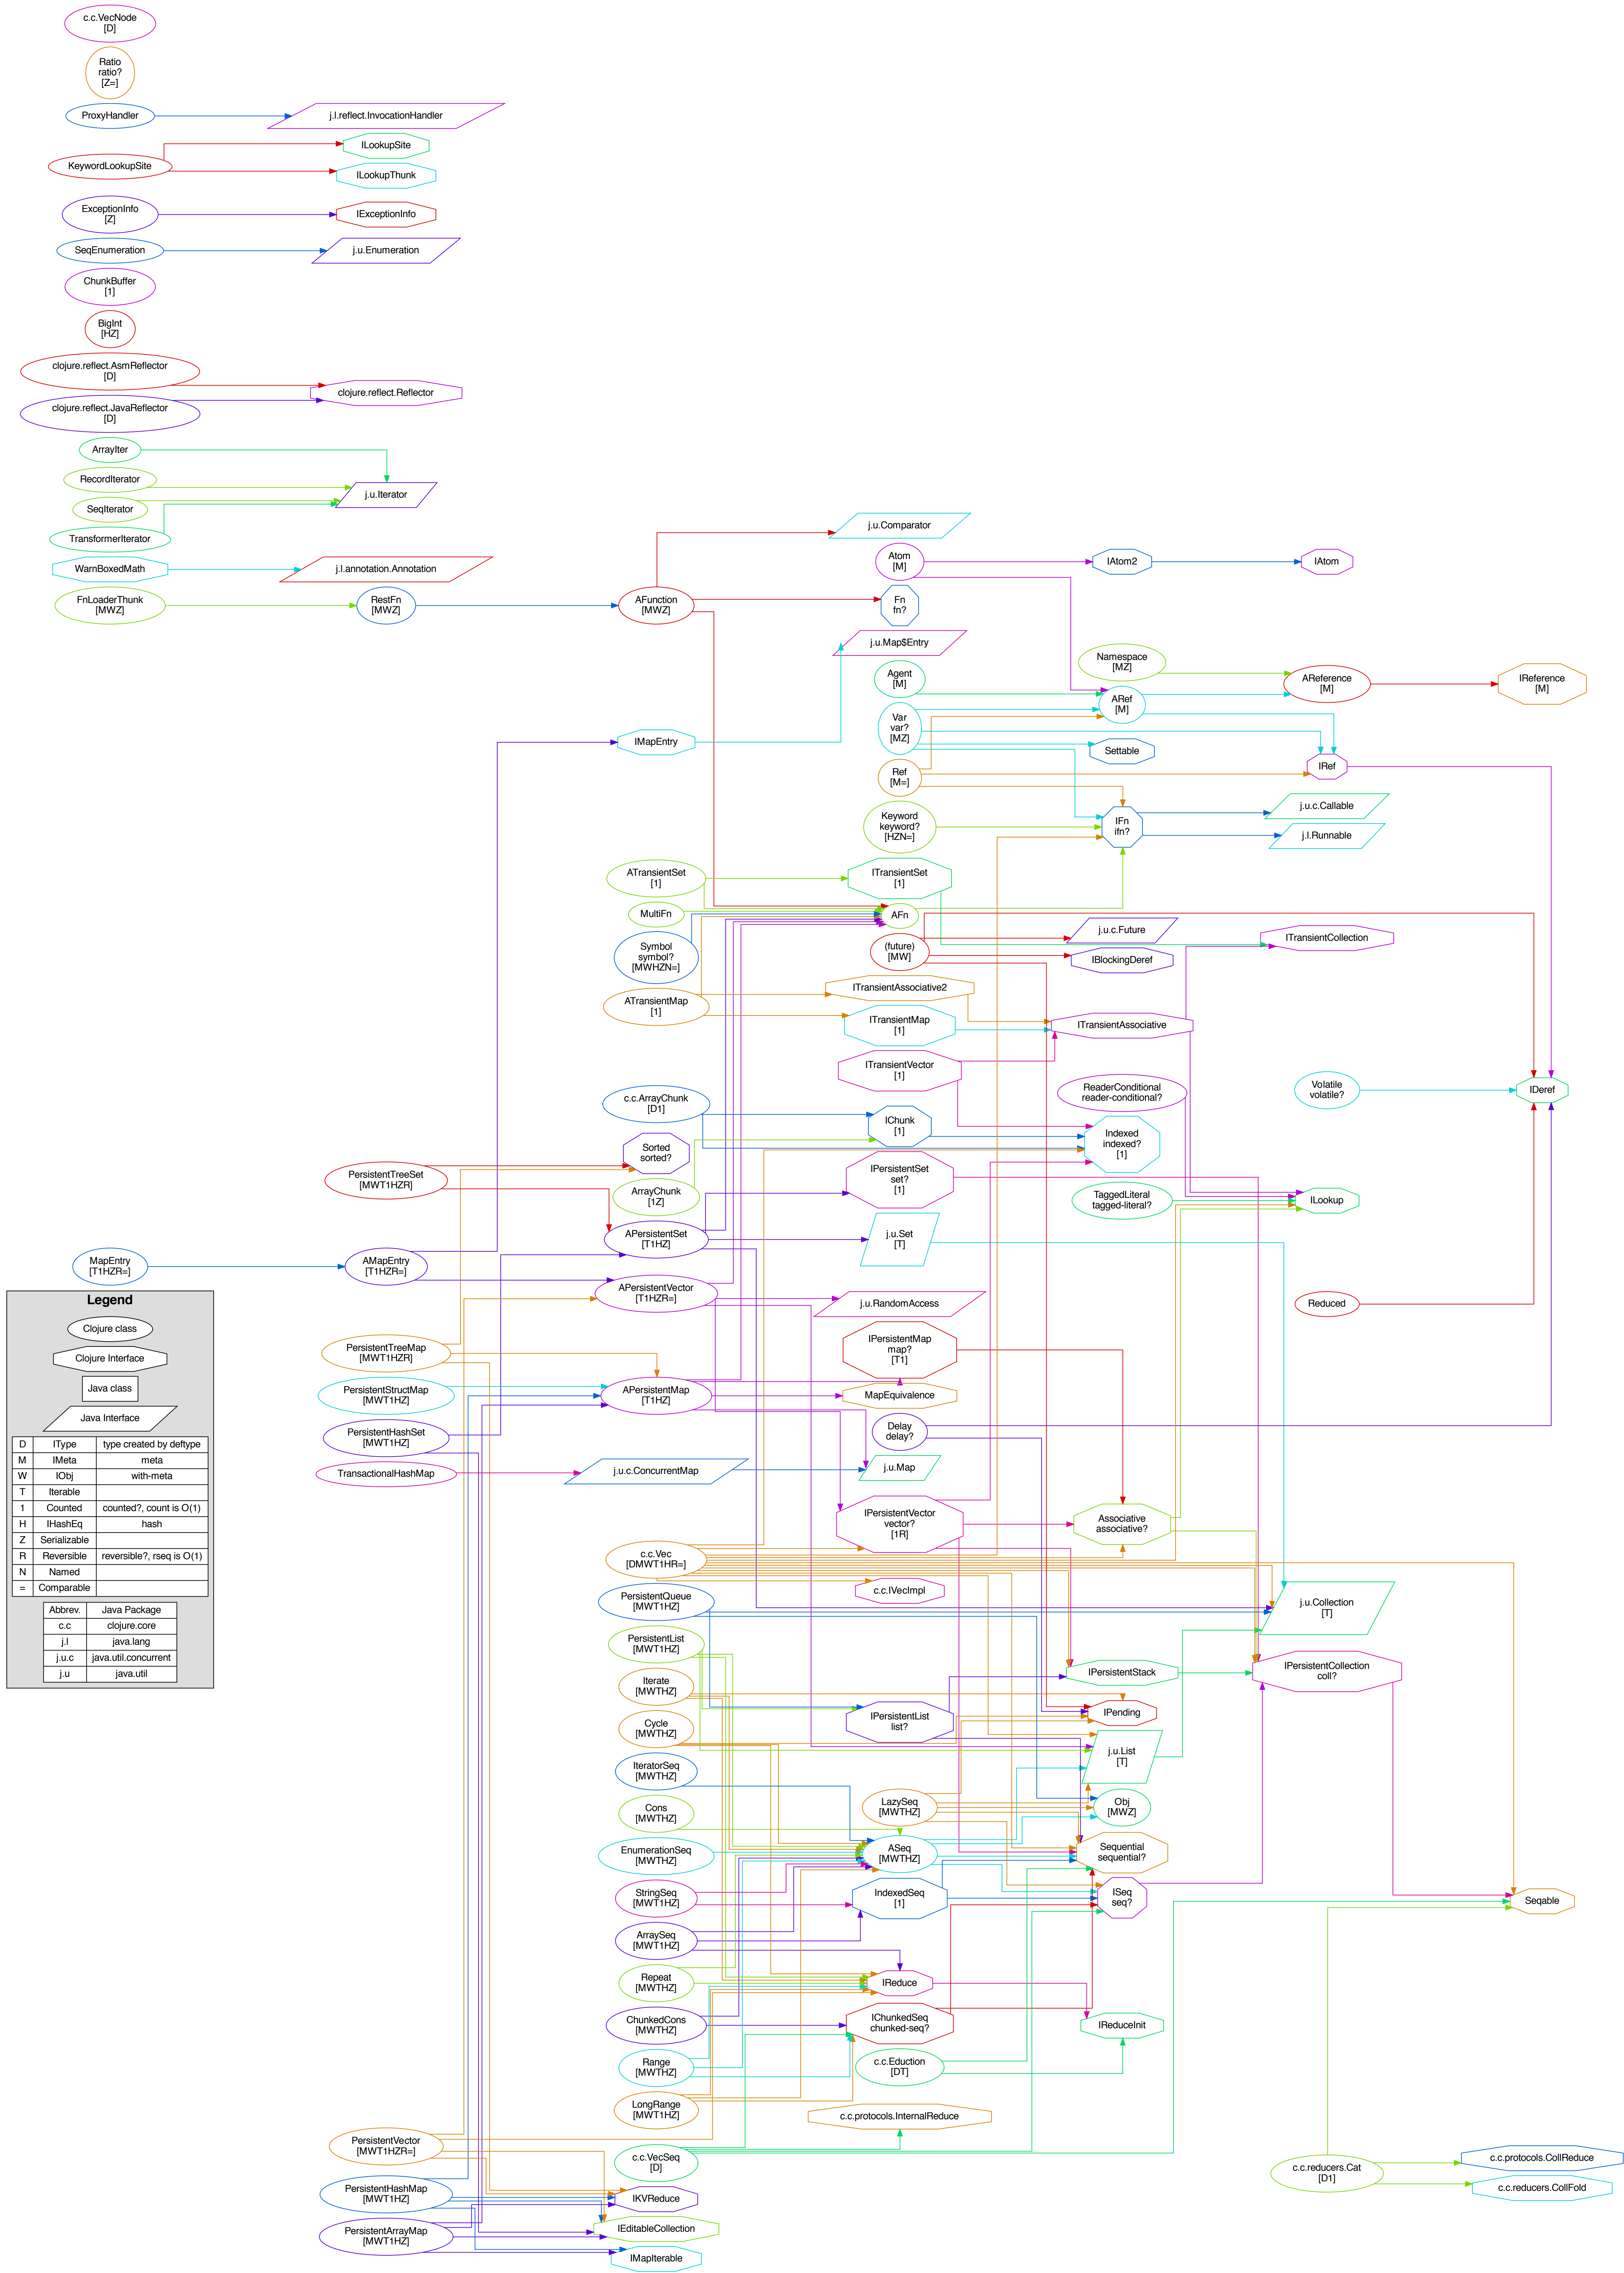 c.c.VecNode
[D]
Ratio
ratio?
[Z=]
ProxyHandler
j.l.reflect.InvocationHandler
KeywordLookupSite
ILookupSite
ILookupThunk
ExceptionInfo
[Z]
IExceptionInfo
SeqEnumeration
j.u.Enumeration
ChunkBuffer
[1]
BigInt
[HZ]
clojure.reflect.AsmReflector
[D]
clojure.reflect.Reflector
clojure.reflect.JavaReflector
[D]
ArrayIter
RecordIterator
j.u.Iterator
SeqIterator
TransformerIterator
WarnBoxedMath
j.l.annotation.Annotation
FnLoaderThunk
[MWZ]
RestFn
[MWZ]
AFunction
[MWZ]
j.u.Comparator
Atom
[M]
IAtom2
IAtom
Fn
fn?
j.u.Map$Entry
Namespace
[MZ]
Agent
[M]
AReference
[M]
IReference
[M]
ARef
[M]
Var
var?
[MZ]
IMapEntry
Settable
IRef
Ref
[M=]
j.u.c.Callable
Keyword
keyword?
[HZN=]
IFn
ifn?
j.l.Runnable
ATransientSet
[1]
ITransientSet
[1]
MultiFn
AFn
Symbol
symbol?
[MWHZN=]
(future)
[MW]
j.u.c.Future
ITransientCollection
IBlockingDeref
ATransientMap
[1]
ITransientAssociative2
ITransientMap
[1]
ITransientAssociative
ITransientVector
[1]
ReaderConditional
reader-conditional?
Volatile
volatile?
IDeref
c.c.ArrayChunk
[D1]
IChunk
[1]
Indexed
indexed?
[1]
Sorted
sorted?
PersistentTreeSet
[MWT1HZR]
IPersistentSet
set?
[1]
ArrayChunk
[1Z]
TaggedLiteral
tagged-literal?
ILookup
APersistentSet
[T1HZ]
j.u.Set
[T]
MapEntry
[T1HZR=]
AMapEntry
[T1HZR=]
APersistentVector
[T1HZR=]
j.u.RandomAccess
Reduced
Legend
Clojure class
Clojure Interface
Java class
Java Interface
D IType type created by deftype
M IMeta meta
W IObj with-meta
T Iterable
1 Counted counted?, count is O(1)
H IHashEq hash
Z Serializable
R Reversible reversible?, rseq is O(1)
N Named
= Comparable
Abbrev. Java Package
c.c clojure.core
j.l java.lang
j.u.c java.util.concurrent
j.u java.util
PersistentTreeMap
[MWT1HZR]
IPersistentMap
map?
[T1]
PersistentStructMap
[MWT1HZ]
APersistentMap
[T1HZ]
MapEquivalence
PersistentHashSet
[MWT1HZ]
Delay
delay?
TransactionalHashMap
j.u.c.ConcurrentMap
j.u.Map
IPersistentVector
vector?
[1R]
Associative
associative?
c.c.Vec
[DMWT1HR=]
c.c.IVecImpl
PersistentQueue
[MWT1HZ]
j.u.Collection
[T]
PersistentList
[MWT1HZ]
IPersistentStack
IPersistentCollection
coll?
Iterate
[MWTHZ]
IPersistentList
list?
IPending
Cycle
[MWTHZ]
j.u.List
[T]
IteratorSeq
[MWTHZ]
LazySeq
[MWTHZ]
Obj
[MWZ]
Cons
[MWTHZ]
EnumerationSeq
[MWTHZ]
ASeq
[MWTHZ]
Sequential
sequential?
StringSeq
[MWT1HZ]
IndexedSeq
[1]
ISeq
seq?
Seqable
ArraySeq
[MWT1HZ]
Repeat
[MWTHZ]
IReduce
ChunkedCons
[MWTHZ]
IChunkedSeq
chunked-seq?
IReduceInit
Range
[MWTHZ]
c.c.Eduction
[DT]
LongRange
[MWT1HZ]
c.c.protocols.InternalReduce
PersistentVector
[MWT1HZR=]
c.c.VecSeq
[D]
c.c.reducers.Cat
[D1]
c.c.protocols.CollReduce
c.c.reducers.CollFold
PersistentHashMap
[MWT1HZ]
IKVReduce
PersistentArrayMap
[MWT1HZ]
IEditableCollection
IMapIterable